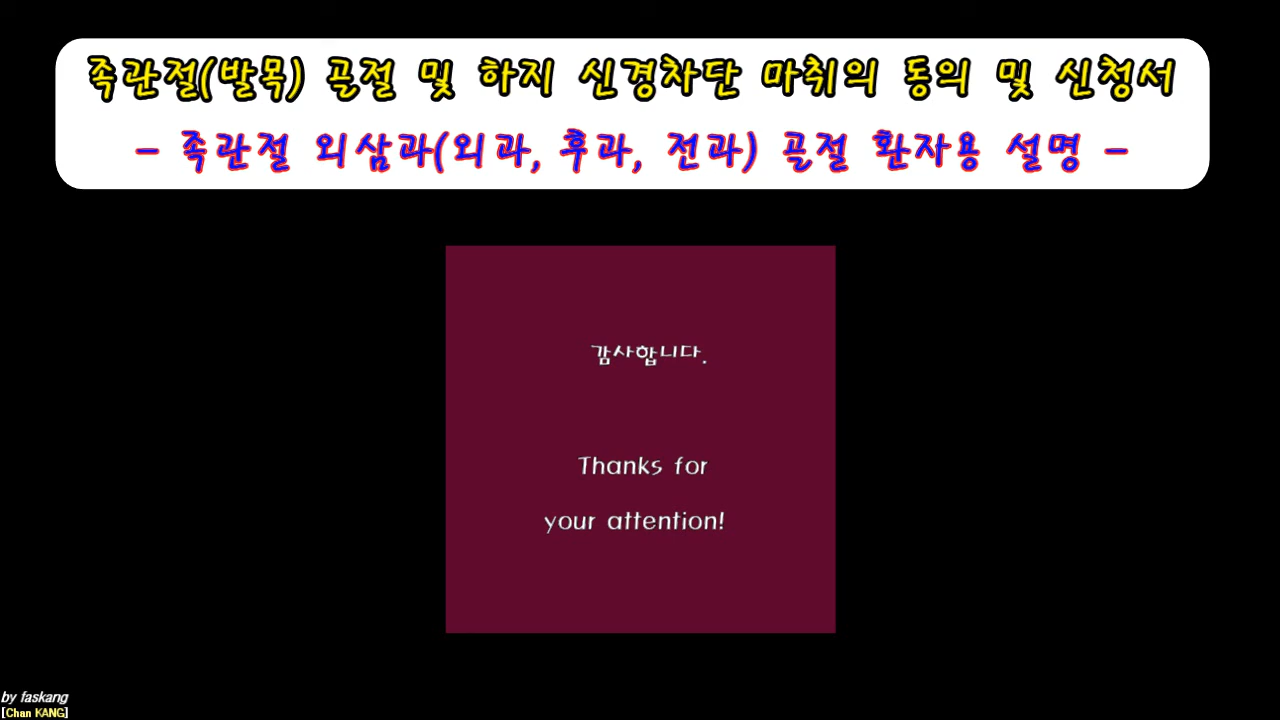 족관절(발목) 골절 및 하지 신경차단 마취의 동의 및 신청서
- 족관절 외삼과(외과, 후과, 전과) 골절 환자용 설명 -
감사합니다.
Thanks for
your attention!
by faskang
[Chan KANG]